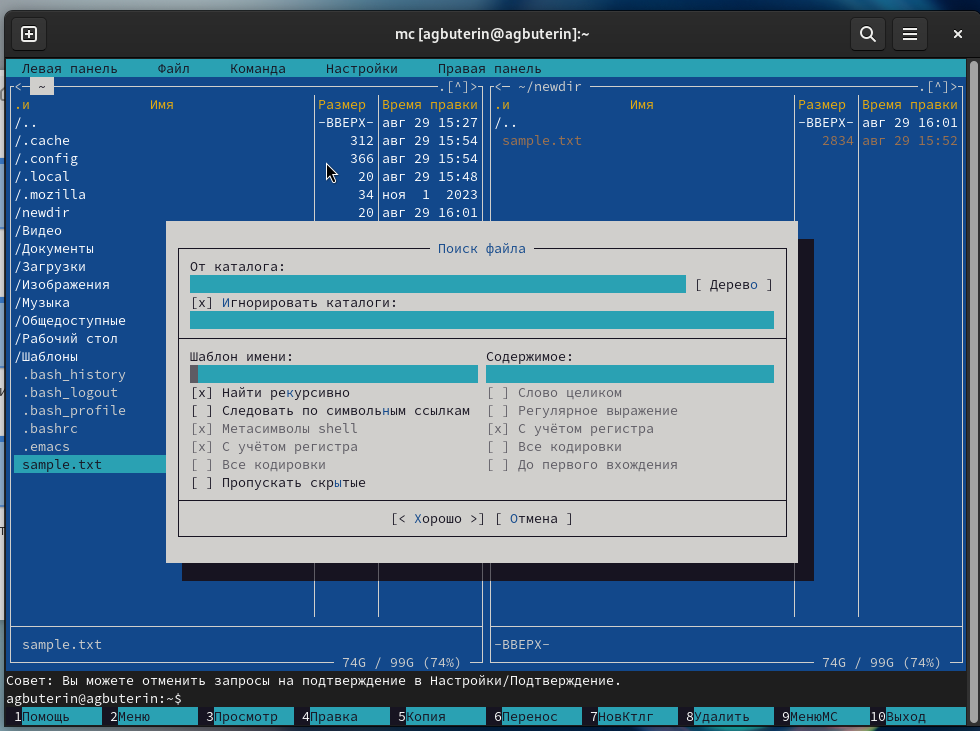 mc [agbuterin@agbuterin]:~
Левая панель Файл Команда Настройки Правая панель
<─ ~ .[^]> <─ ~/newdir .[^]>
.и Имя Размер Время правки .и Имя Размер Время правки
/.. -ВВЕРХ- авг 29 15:27 /.. -ВВЕРХ- авг 29 16:01
/.cache 312 авг 29 15:54 sample.txt 2834 авг 29 15:52
/.config 366 авг 29 15:54
/.local 20 авг 29 15:48
/.mozilla 34 ноя 1 2023
/newdir 20 авг 29 16:01
/Видео
/Документы
/Загрузки
/Изображения
/Музыка
/Общедоступные
/Рабочий стол
/Шаблоны
.bash_history
.bash_logout
.bash_profile
.bashrc
.emacs
sample.txt
Поиск файла
От каталога:
[ Дерево ]
[x] Игнорировать каталоги:
Шаблон имени: Содержимое:
[x] Найти рекурсивно [ ] Слово целиком
[ ] Следовать по символьным ссылкам [ ] Регулярное выражение
[x] Метасимволы shell [x] С учётом регистра
[x] С учётом регистра [ ] Все кодировки
[ ] Все кодировки [ ] До первого вхождения
[ ] Пропускать скрытые
[< Хорошо >] [ Отмена ]
sample.txt -ВВЕРХ-
74G / 99G (74%) 74G / 99G (74%)
Совет: Вы можете отменить запросы на подтверждение в Настройки/Подтверждение.
agbuterin@agbuterin:~$
1Помощь 2Меню 3Просмотр 4Правка 5Копия 6Перенос 7НовКтлг 8Удалить 9МенюМС 10Выход